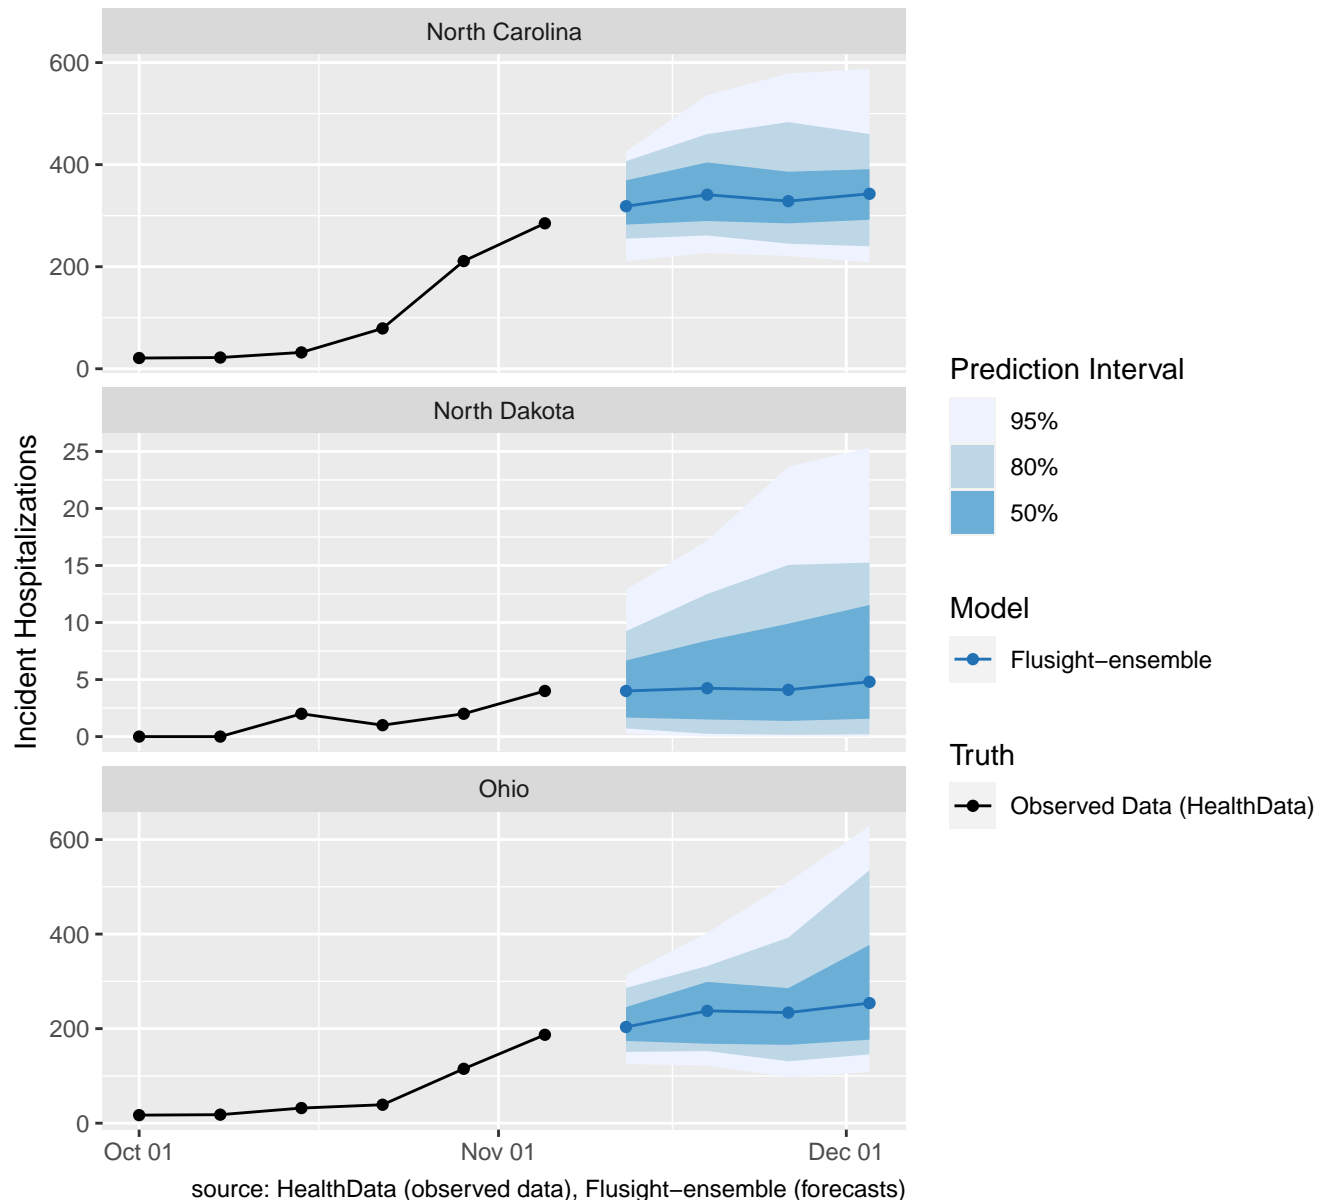 North Carolina
600
400
200
0
North Dakota
25
20
15
10
5
0
Ohio
600
400
200
0
Oct 01
Nov 01
Dec 01
Incident Hospitalizations
source: HealthData (observed data), Flusight−ensemble (forecasts)
Prediction Interval
95%
80%
50%
Model
Flusight−ensemble
Truth
Observed Data (HealthData)